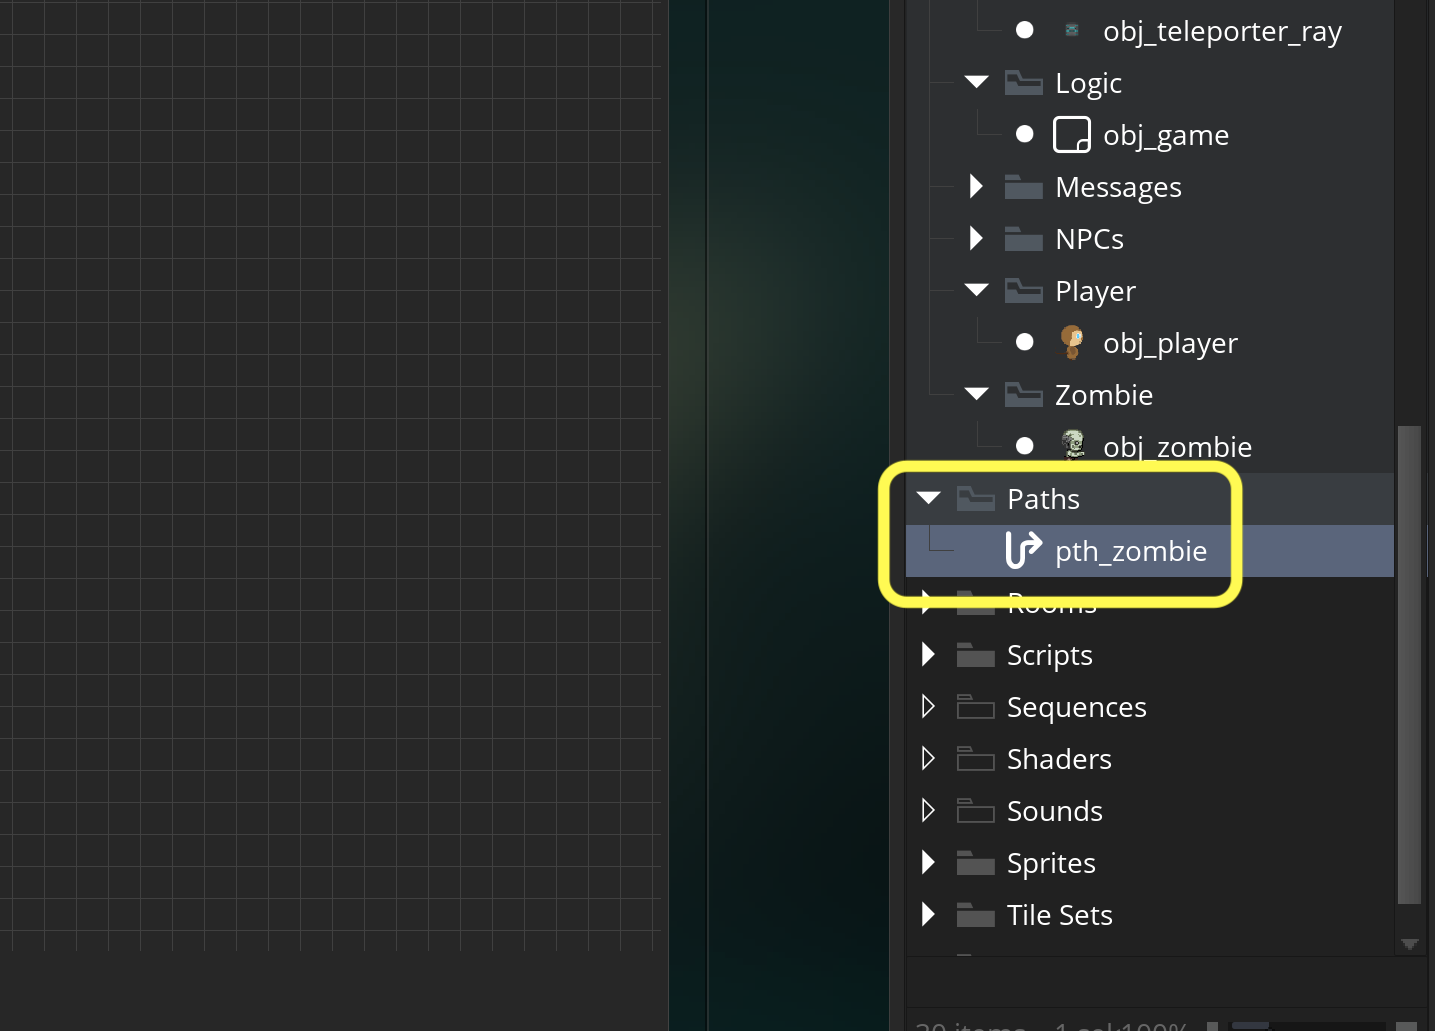 obj_teleporter_ray
Logic
obj_game
Messages
NPCs
Player
obj_player
Zombie
obj_zombie
Paths
pth_zombie
Rooms
Scripts
Sequences
Shaders
Sounds
Sprites
Tile Sets